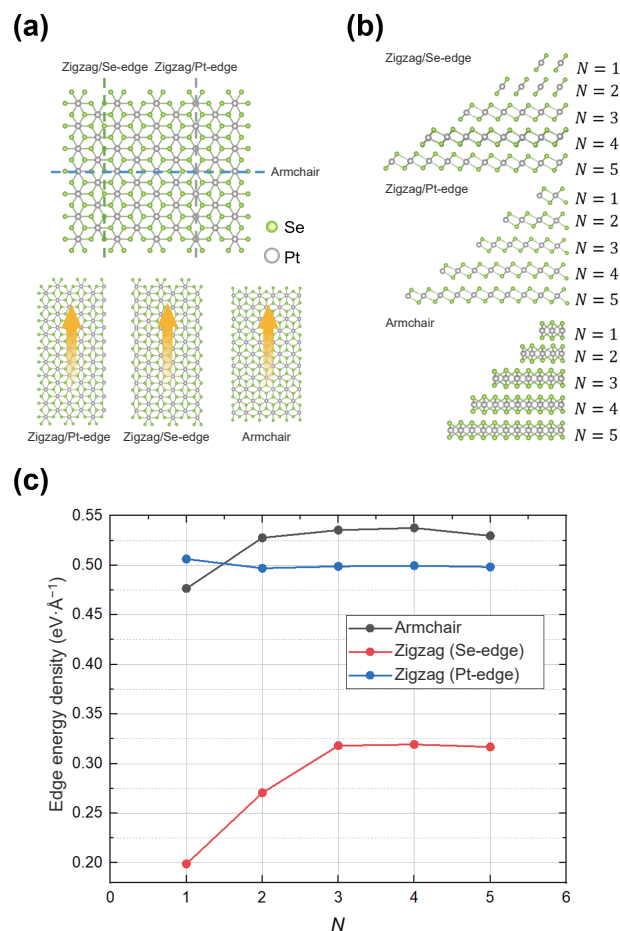 (a)
Zigzag/Se-edge Zigzag/Pt-edge
Armchair
Se
Pt
Zigzag/Pt-edge Zigzag/Se-edge Armchair
(b)
Zigzag/Se-edge
N = 1
N = 2
N = 3
N = 4
N = 5
Zigzag/Pt-edge
N = 1
N = 2
N = 3
N = 4
N = 5
Armchair
N = 1
N = 2
N = 3
N = 4
N = 5
(c)
Edge energy density (eV·Å⁻¹)
0.55
0.50
0.45
0.40
0.35
0.30
0.25
0.20
Armchair
Zigzag (Se-edge)
Zigzag (Pt-edge)
0 1 2 3 4 5 6
N